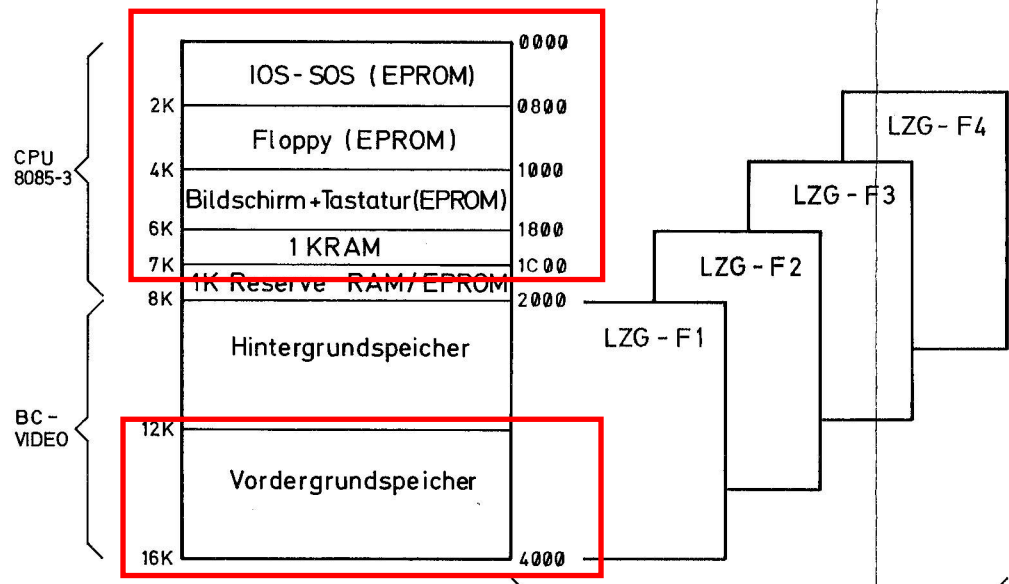 0000
IOS-SOS (EPROM)
2K 0800
Floppy (EPROM)
4K 1000
CPU
8085-3
Bildschirm+Tastatur(EPROM)
6K 1800
1 KRAM
7K 1C00
1K Reserve RAM/EPROM
8K 2000
Hintergrundspeicher
BC-
VIDEO
12K
Vordergrundspeicher
16K 4000
LZG-F1
LZG-F2
LZG-F3
LZG-F4